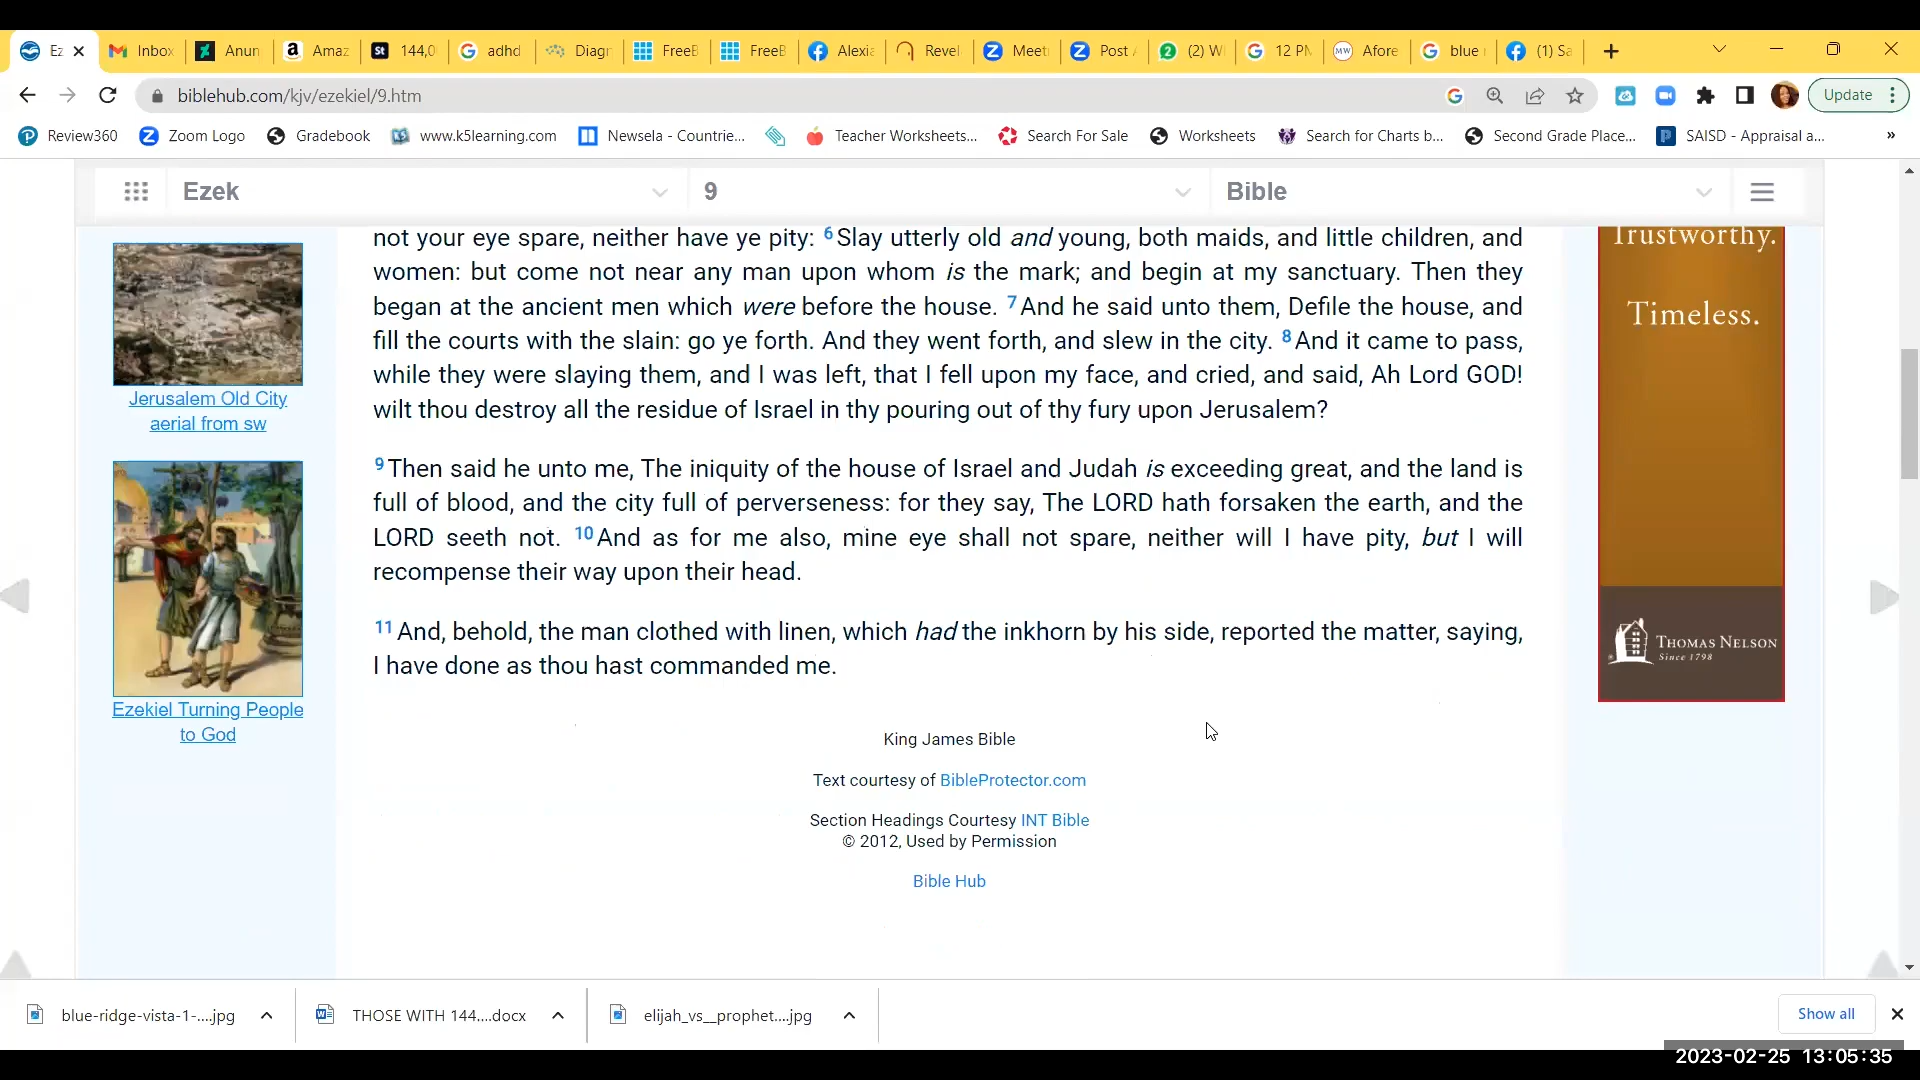 Ez
Inbox
Anun
Amaz
144,0
adhd
Diagn
FreeB
FreeB
Alexia
Revel
Meet
Post
(2) W
12 PM
Afore
blue
(1) Sa
biblehub.com/kjv/ezekiel/9.htm
Update
Review360
Zoom Logo
Gradebook
www.k5learning.com
Newsela - Countrie...
Teacher Worksheets...
Search For Sale
Worksheets
Search for Charts b...
Second Grade Place...
SAISD - Appraisal a...
»
Ezek
9
Bible
not your eye spare, neither have ye pity: 6 Slay utterly old and young, both maids, and little children, and
women: but come not near any man upon whom is the mark; and begin at my sanctuary. Then they
began at the ancient men which were before the house. 7 And he said unto them, Defile the house, and
fill the courts with the slain: go ye forth. And they went forth, and slew in the city. 8 And it came to pass,
while they were slaying them, and I was left, that I fell upon my face, and cried, and said, Ah Lord GOD!
wilt thou destroy all the residue of Israel in thy pouring out of thy fury upon Jerusalem?
9 Then said he unto me, The iniquity of the house of Israel and Judah is exceeding great, and the land is
full of blood, and the city full of perverseness: for they say, The LORD hath forsaken the earth, and the
LORD seeth not. 10 And as for me also, mine eye shall not spare, neither will I have pity, but I will
recompense their way upon their head.
11 And, behold, the man clothed with linen, which had the inkhorn by his side, reported the matter, saying,
I have done as thou hast commanded me.
King James Bible
Text courtesy of BibleProtector.com
Section Headings Courtesy INT Bible
© 2012, Used by Permission
Bible Hub
Jerusalem Old City
aerial from sw
Ezekiel Turning People
to God
Trustworthy.
Timeless.
THOMAS NELSON
Since 1798
blue-ridge-vista-1-....jpg
THOSE WITH 144....docx
elijah_vs__prophet....jpg
Show all
2023-02-25 13:05:35